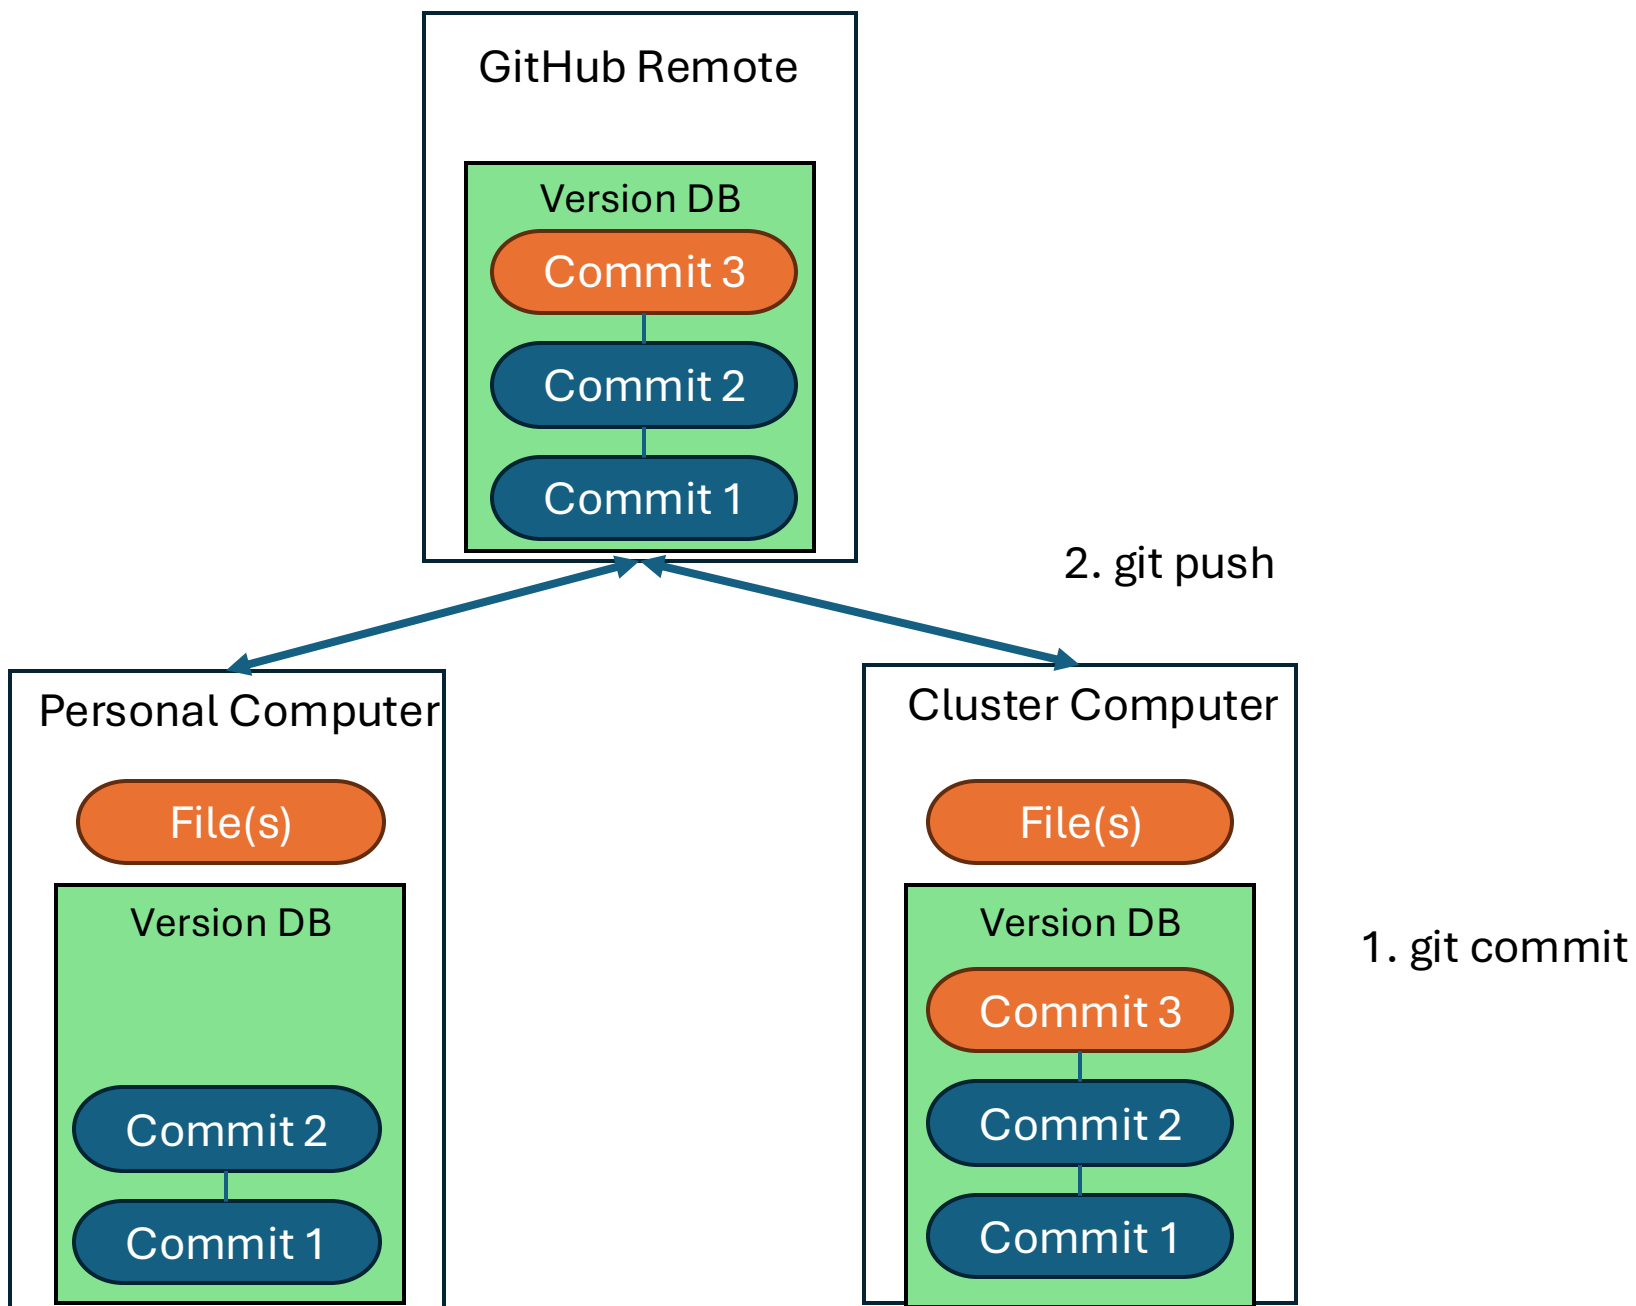 GitHub Remote
Version DB
Commit 3
Commit 2
Commit 1
2. git push
Personal Computer
File(s)
Version DB
Commit 2
Commit 1
Cluster Computer
File(s)
Version DB
Commit 3
Commit 2
Commit 1
1. git commit